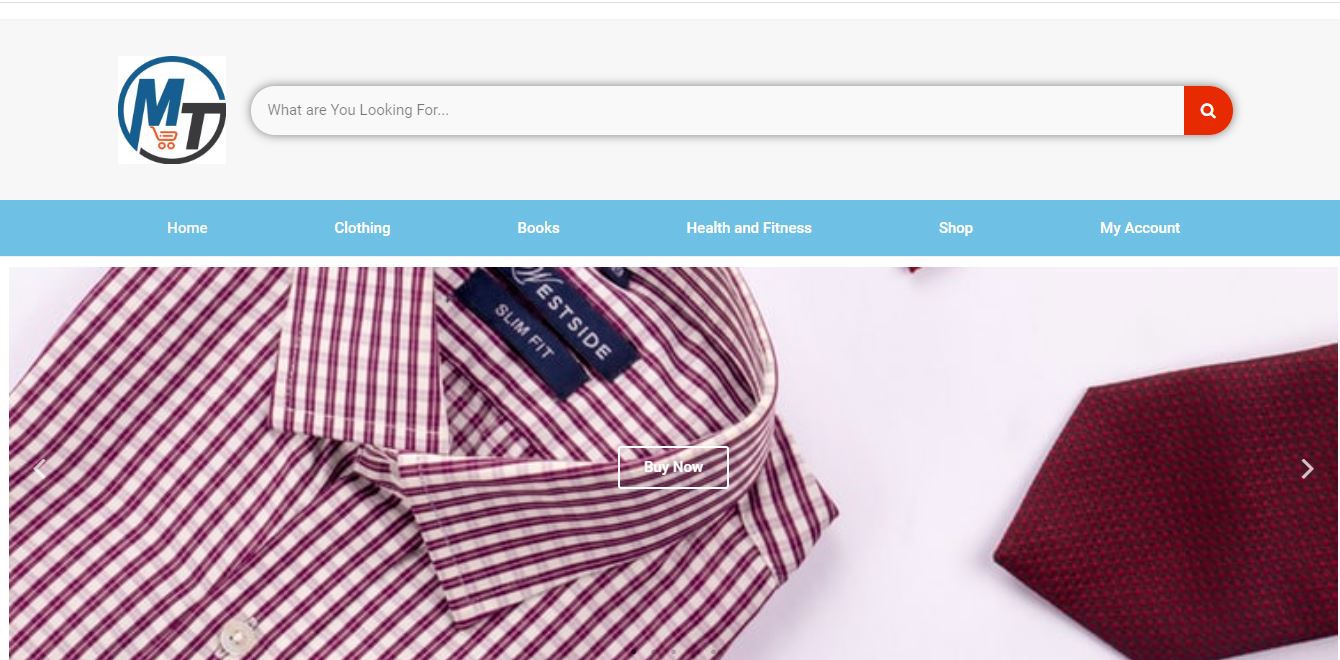 MT
What are You Looking For...
Home Clothing Books Health and Fitness Shop My Account
WESTSIDE
SLIM FIT
Buy Now